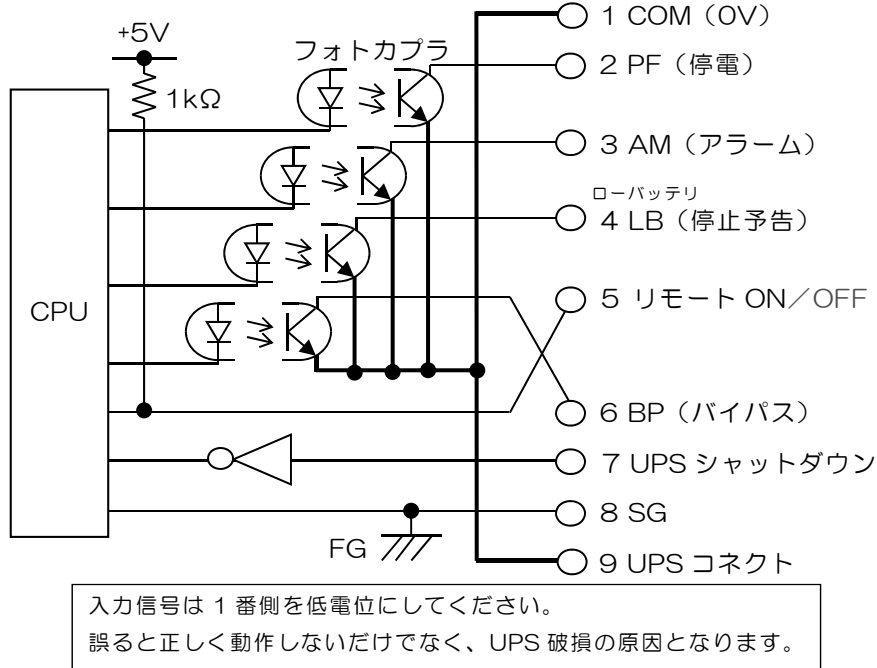 +5V
フォトカプラ
1kΩ
CPU
FG
1 COM（0V）
2 PF（停電）
3 AM（アラーム）
ローバッテリ
4 LB（停止予告）
5 リモート ON／OFF
6 BP（バイパス）
7 UPS シャットダウン
8 SG
9 UPS コネクト
入力信号は 1 番側を低電位にしてください。
誤ると正しく動作しないだけでなく、UPS 破損の原因となります。